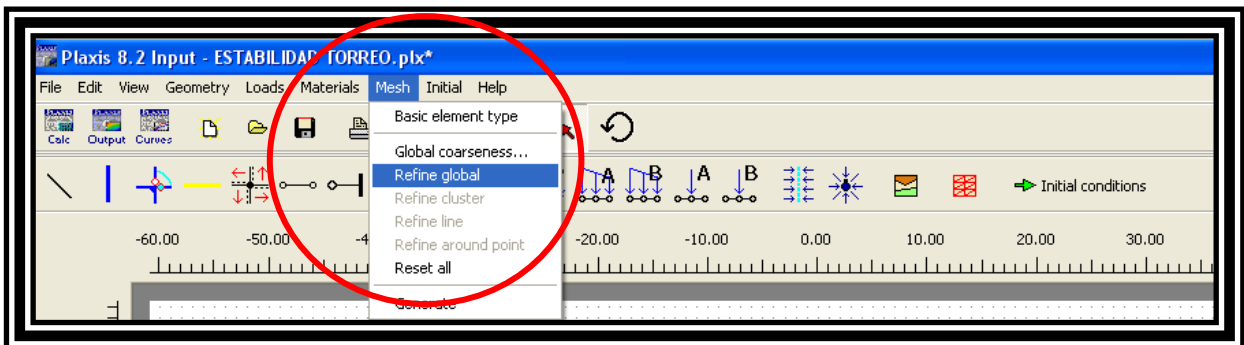 Plaxis 8.2 Input - ESTABILIDAD TORREO.plx*
File Edit View Geometry Loads Materials Mesh Initial Help
Basic element type
Global coarseness...
Refine global
Refine cluster
Refine line
Refine around point
Reset all
Generate
Calc Output Curves
A B A B Initial conditions
-60.00 -50.00 -4 -20.00 -10.00 0.00 10.00 20.00 30.00